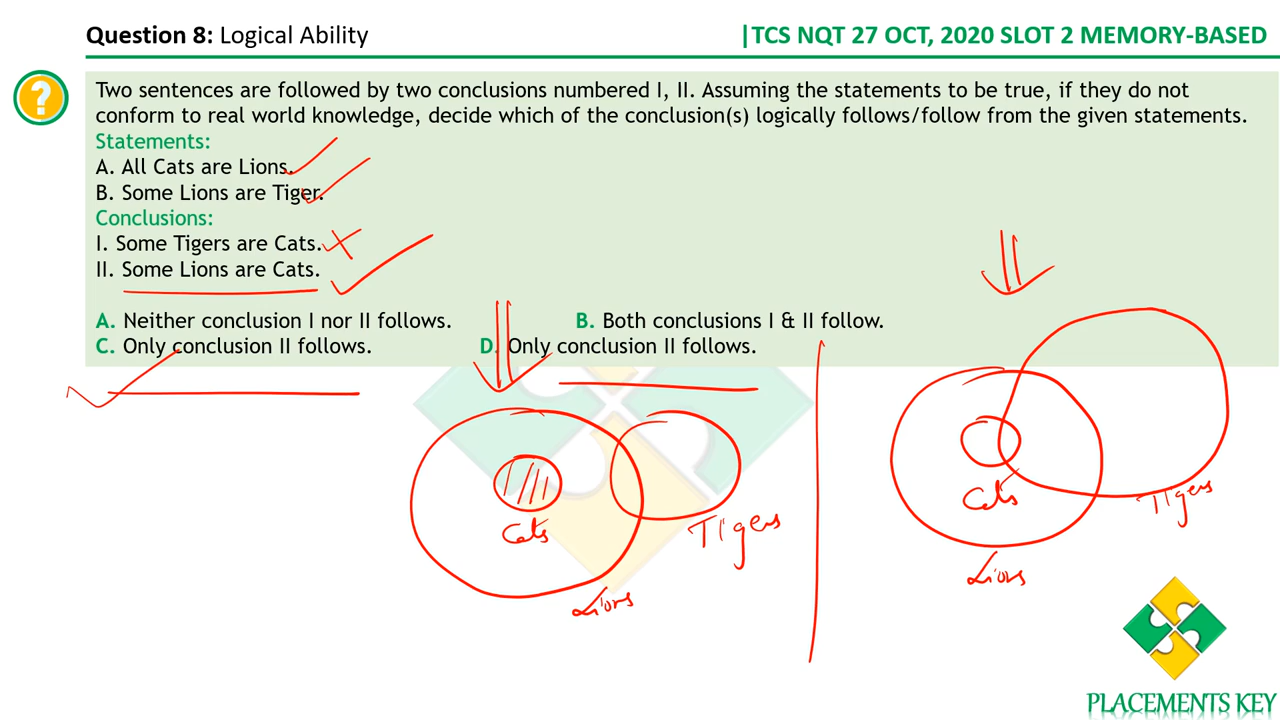 Question 8: Logical Ability
|TCS NQT 27 OCT, 2020 SLOT 2 MEMORY-BASED
?
Two sentences are followed by two conclusions numbered I, II. Assuming the statements to be true, if they do not
conform to real world knowledge, decide which of the conclusion(s) logically follows/follow from the given statements.
Statements:
A. All Cats are Lions.
B. Some Lions are Tiger.
Conclusions:
I. Some Tigers are Cats.
II. Some Lions are Cats.
A. Neither conclusion I nor II follows. B. Both conclusions I & II follow.
C. Only conclusion II follows. D. Only conclusion II follows.
Cats
Tigers
Lions
Cats
Tigers
Lions
PLACEMENTS KEY